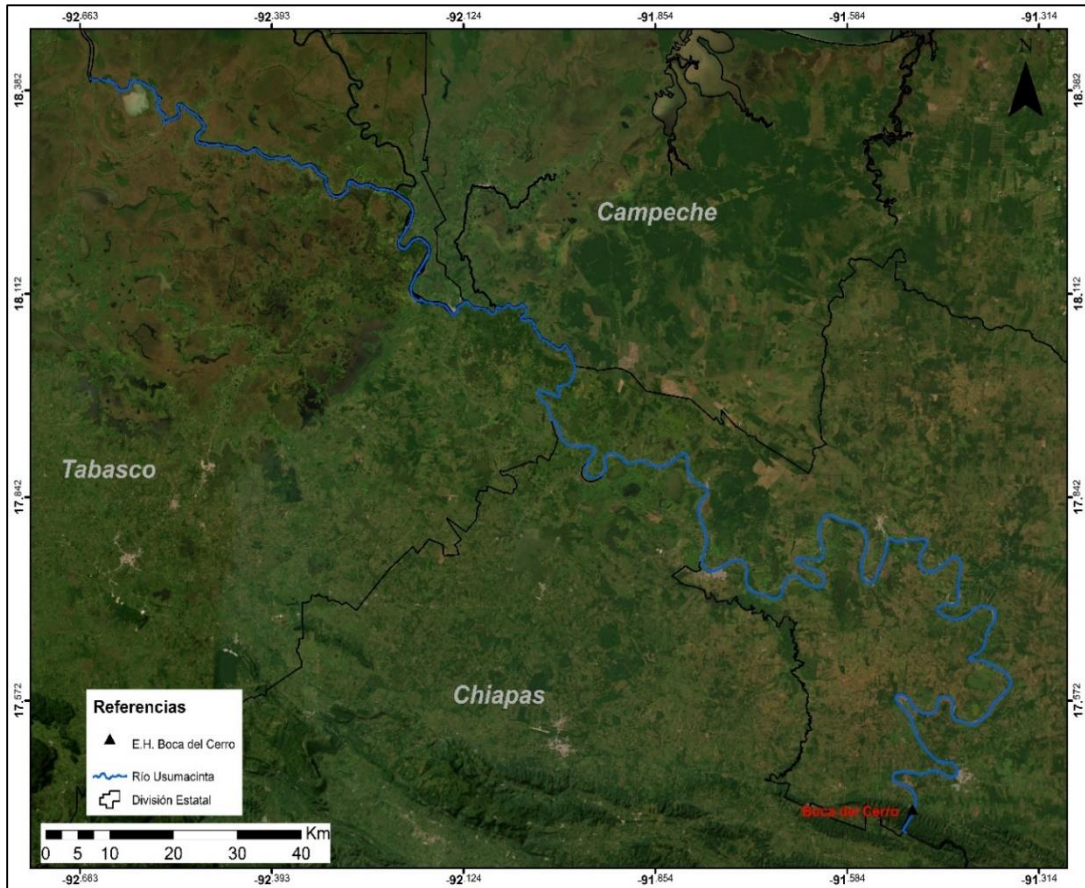 -92.663 -92.393 -92.124 -91.854 -91.584 -91.314
18.382 18.382
N
Campeche
18.112 18.112
Tabasco
17.842 17.842
Chiapas
17.572 17.572
Referencias
E.H. Boca del Cerro
Río Usumacinta
División Estatal
Boca del Cerro
Km
0 5 10 20 30 40
-92.663 -92.393 -92.124 -91.854 -91.584 -91.314